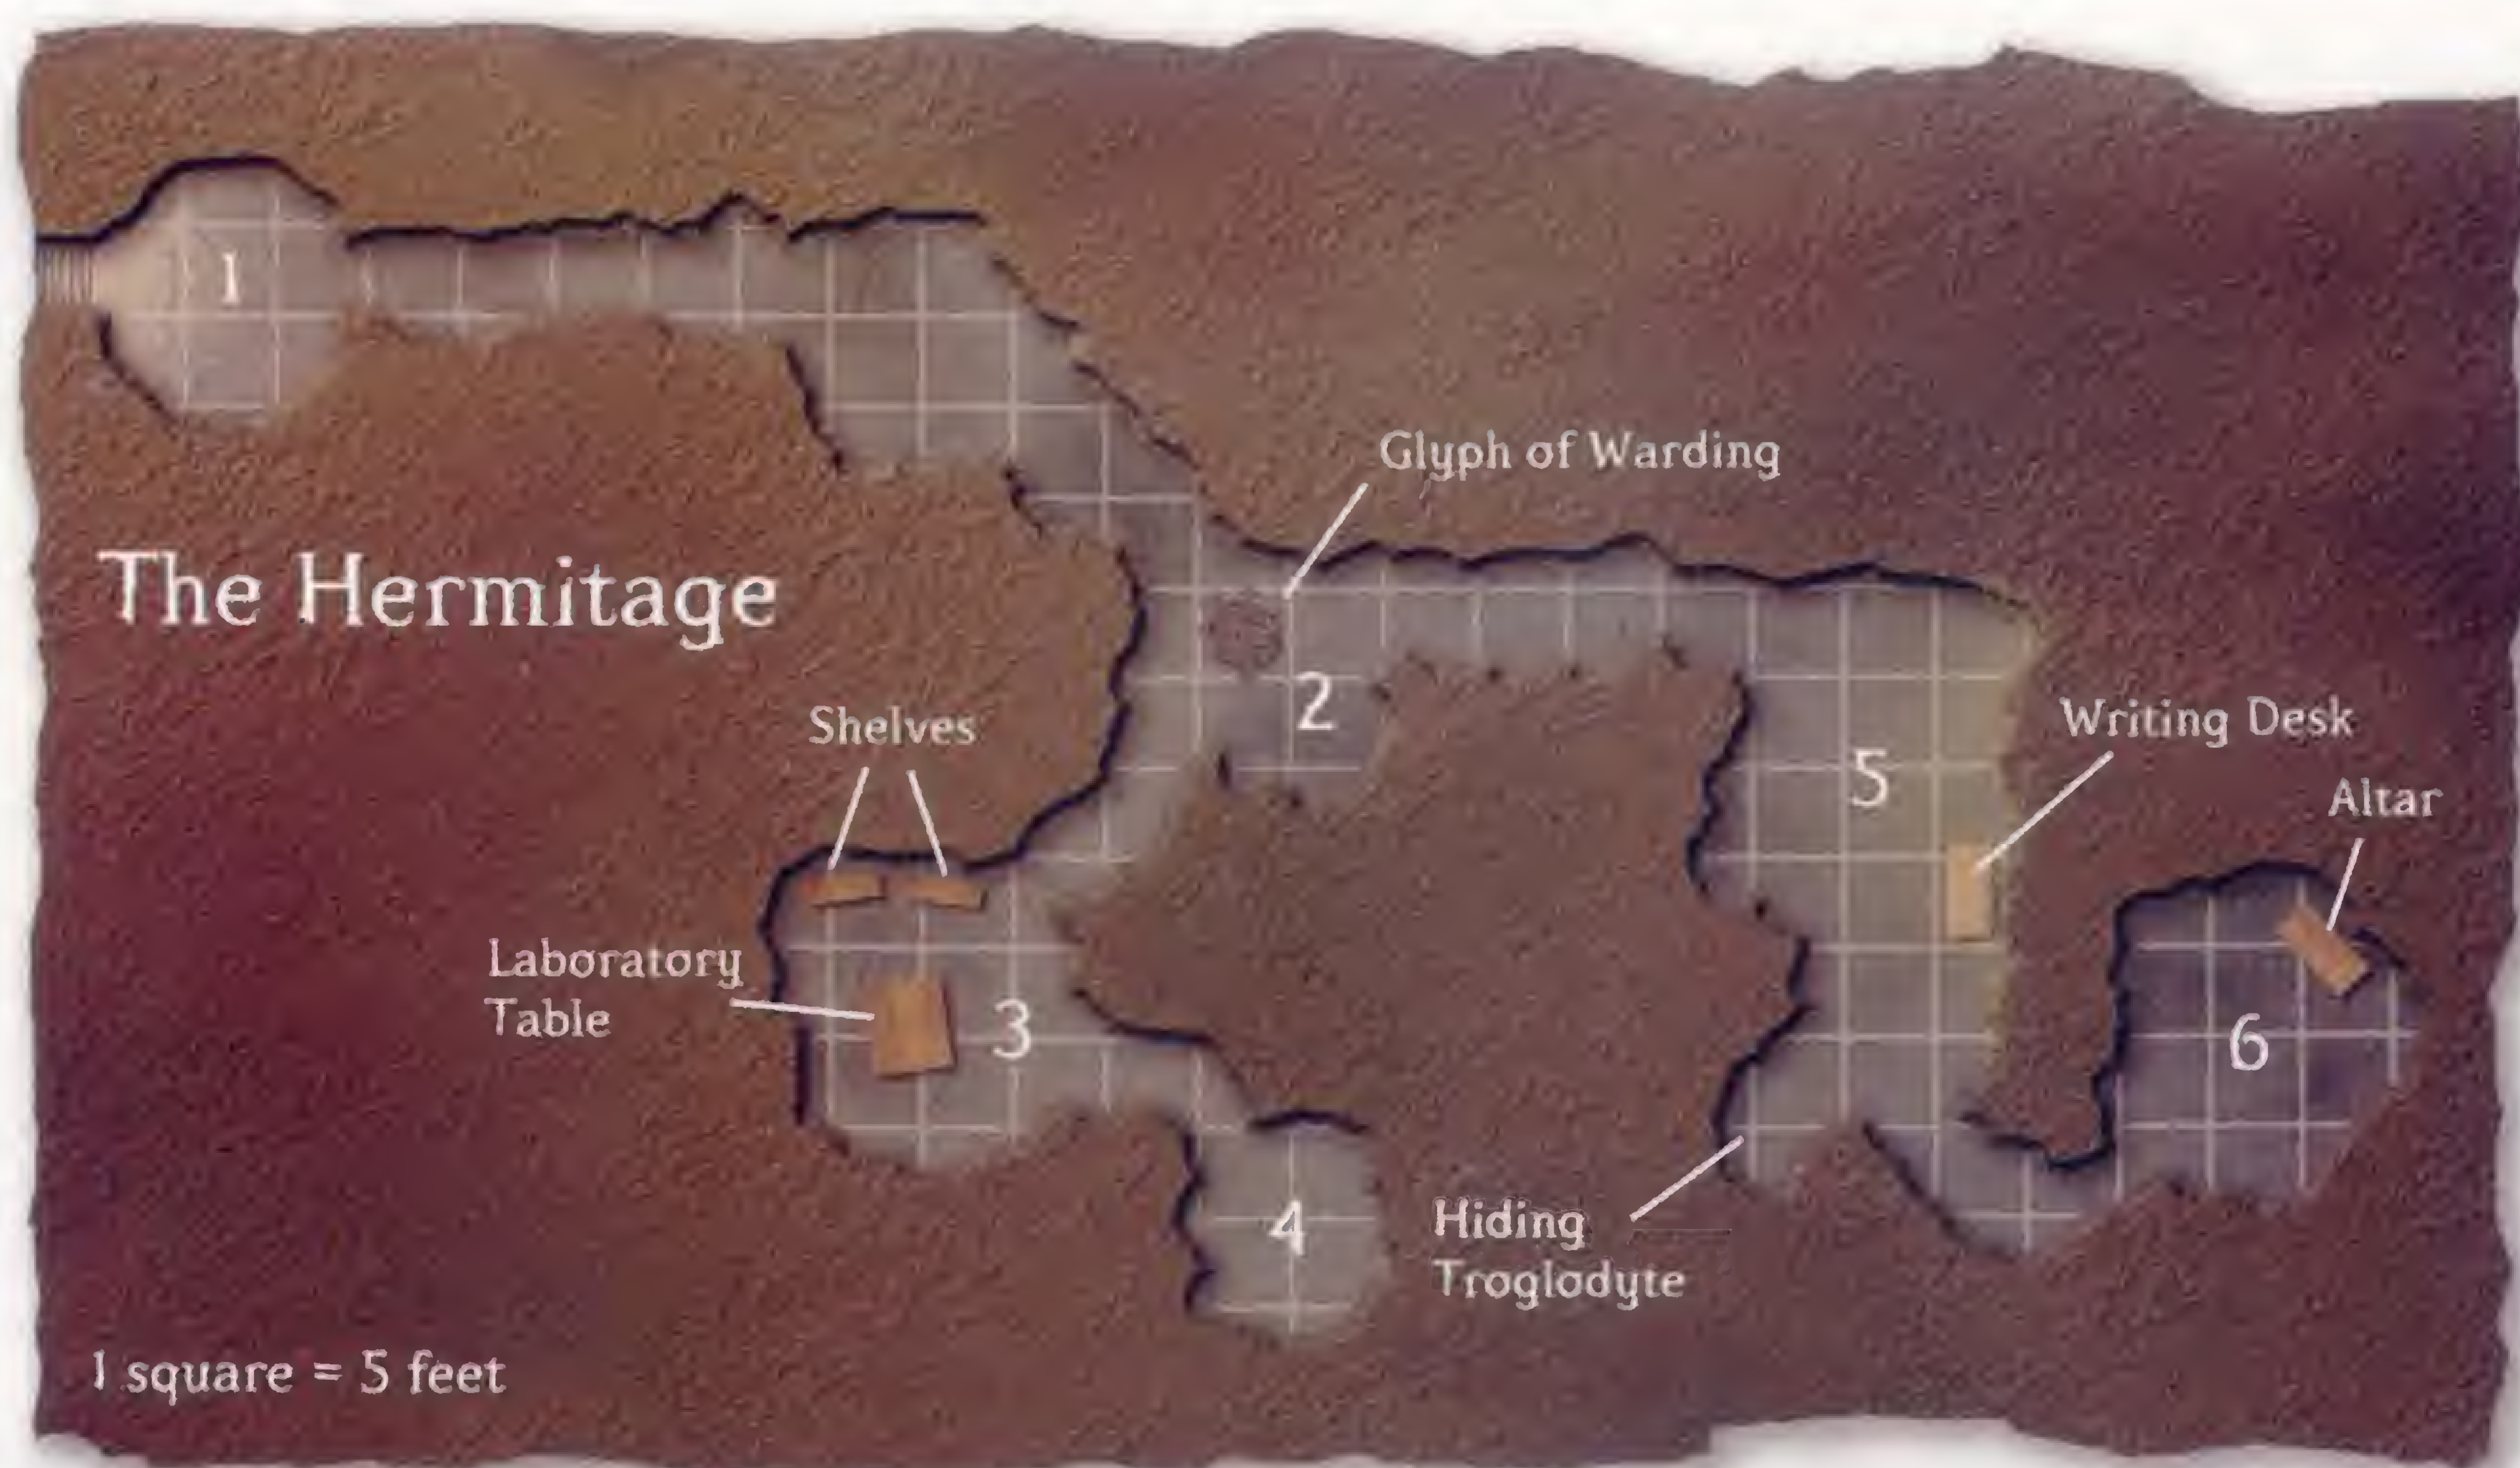 1
Glyph of Warding
The Hermitage
2
Shelves
Writing Desk
5
Altar
Laboratory
Table
3
6
4
Hiding
Troglodyte
1 square = 5 feet